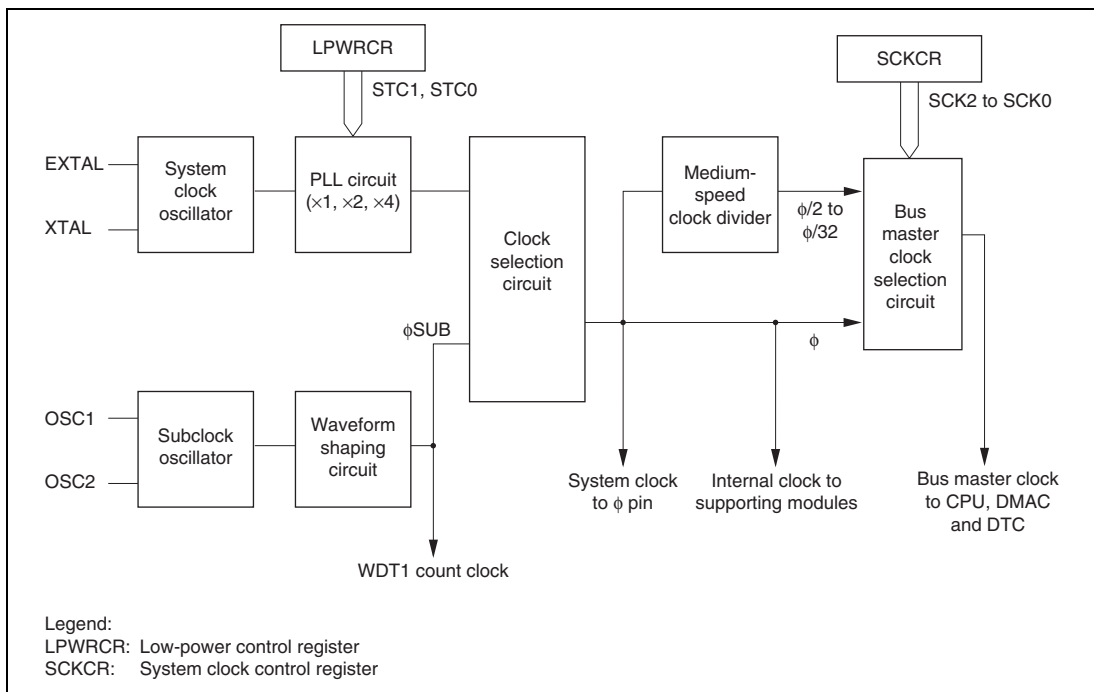 LPWRCR
STC1, STC0
SCKCR
SCK2 to SCK0
EXTAL
XTAL
System
clock
oscillator
PLL circuit
(×1, ×2, ×4)
Clock
selection
circuit
Medium-
speed
clock divider
ϕ/2 to
ϕ/32
Bus
master
clock
selection
circuit
ϕSUB
ϕ
OSC1
OSC2
Subclock
oscillator
Waveform
shaping
circuit
System clock
to ϕ pin
Internal clock to
supporting modules
Bus master clock
to CPU, DMAC
and DTC
WDT1 count clock
Legend:
LPWRCR: Low-power control register
SCKCR: System clock control register